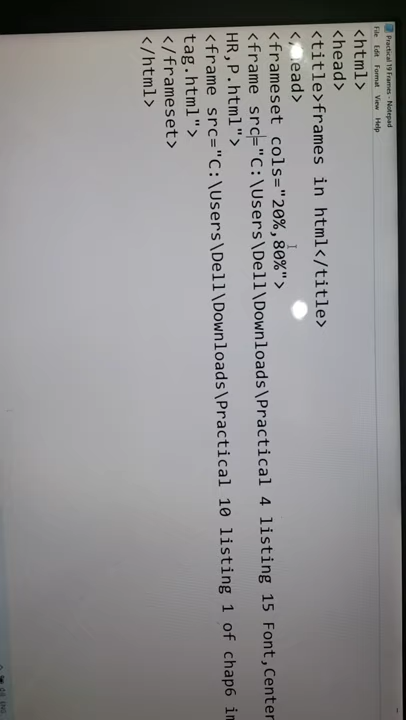 Practical 19 Frames - Notepad
File Edit Format View Help
<html>
<head>
<title>frames in html</title>
</head>
<frameset cols="20%,80%">
<frame src="C:\Users\Dell\Downloads\Practical 4 listing 15 Font,Center
HR,P.html">
<frame src="C:\Users\Dell\Downloads\Practical 10 listing 1 of chap6 im
tag.html">
</frameset>
</html>
ENG